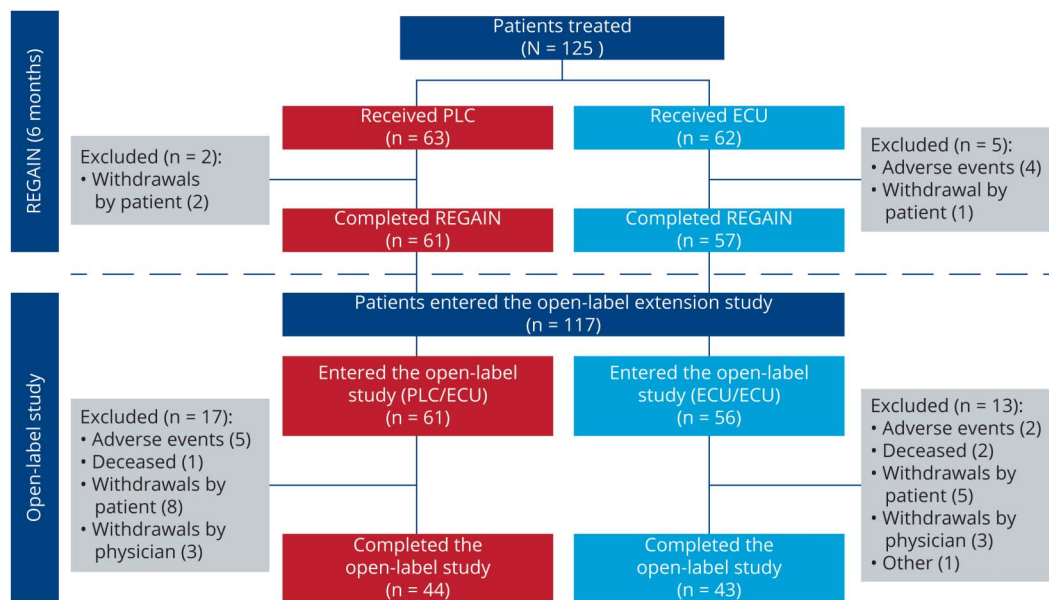 REGAIN (6 months)
Patients treated
(N = 125 )
Received PLC
(n = 63)
Received ECU
(n = 62)
Excluded (n = 2):
• Withdrawals
by patient (2)
Excluded (n = 5):
• Adverse events (4)
• Withdrawal by
patient (1)
Completed REGAIN
(n = 61)
Completed REGAIN
(n = 57)
Open-label study
Patients entered the open-label extension study
(n = 117)
Entered the open-label
study (PLC/ECU)
(n = 61)
Entered the open-label
study (ECU/ECU)
(n = 56)
Excluded (n = 17):
• Adverse events (5)
• Deceased (1)
• Withdrawals by
patient (8)
• Withdrawals by
physician (3)
Excluded (n = 13):
• Adverse events (2)
• Deceased (2)
• Withdrawals by
patient (5)
• Withdrawals by
physician (3)
• Other (1)
Completed the
open-label study
(n = 44)
Completed the
open-label study
(n = 43)